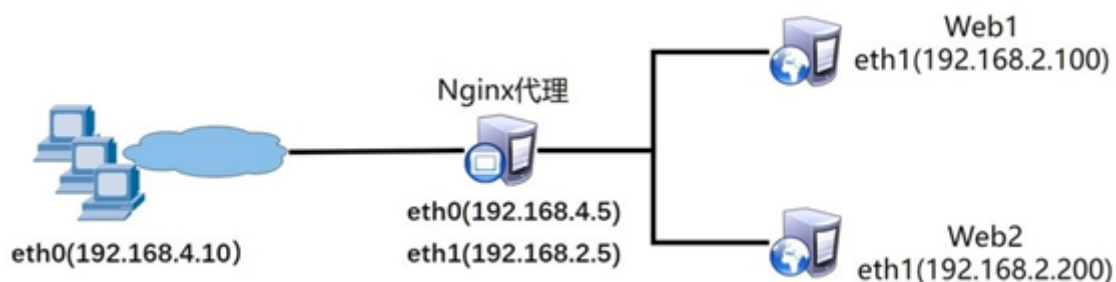 Web1
eth1(192.168.2.100)
Nginx代理
eth0(192.168.4.5)
eth1(192.168.2.5)
eth0(192.168.4.10）
Web2
eth1(192.168.2.200)